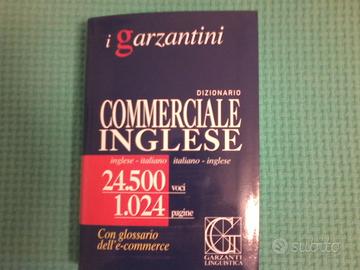 i garzantini
DIZIONARIO
COMMERCIALE
INGLESE
inglese - italiano italiano - inglese
24.500 voci
1.024 pagine
Con glossario
dell'e-commerce
G
GARZANTI
LINGUISTICA
subito